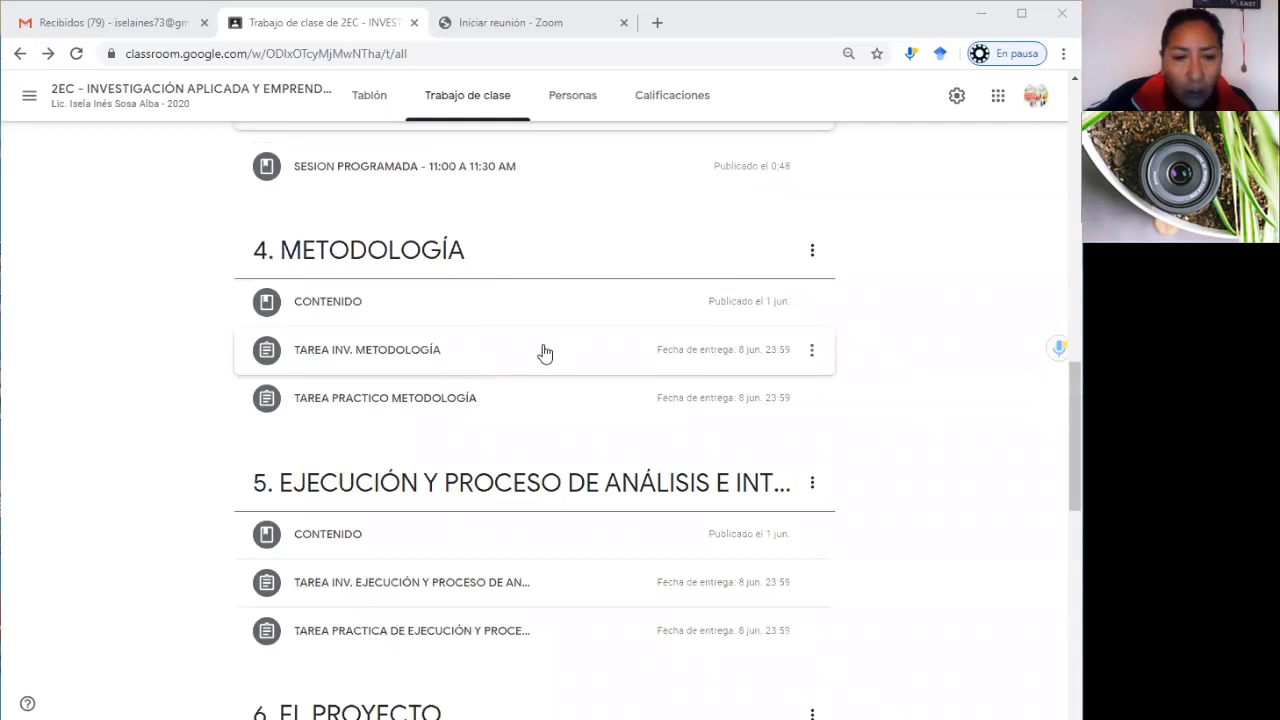 Recibidos (79) - iselaines73@gm
Trabajo de clase de 2EC - INVEST
Iniciar reunión - Zoom
classroom.google.com/w/ODIxOTcyMjMwNTha/t/all
En pausa
2EC - INVESTIGACIÓN APLICADA Y EMPREND...
Lic. Isela Inés Sosa Alba - 2020
Tablón
Trabajo de clase
Personas
Calificaciones
SESION PROGRAMADA - 11:00 A 11:30 AM
Publicado el 0:48
4. METODOLOGÍA
CONTENIDO
Publicado el 1 jun.
TAREA INV. METODOLOGÍA
Fecha de entrega: 8 jun. 23:59
TAREA PRACTICO METODOLOGÍA
Fecha de entrega: 8 jun. 23:59
5. EJECUCIÓN Y PROCESO DE ANÁLISIS E INT...
CONTENIDO
Publicado el 1 jun.
TAREA INV. EJECUCIÓN Y PROCESO DE AN...
Fecha de entrega: 8 jun. 23:59
TAREA PRACTICA DE EJECUCIÓN Y PROCE...
Fecha de entrega: 8 jun. 23:59
6. EL PROYECTO